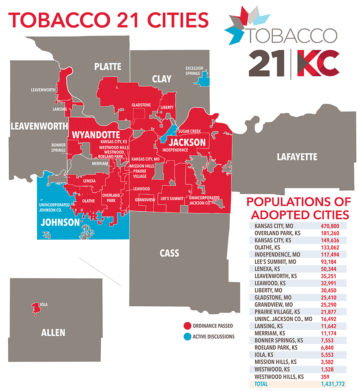 TOBACCO 21 CITIES
TOBACCO
21 KC
PLATTE
CLAY
EXCELSIOR
SPRINGS
LEAVENWORTH
LANSING
GLADSTONE
LIBERTY
LEAVENWORTH
WYANDOTTE
SUGAR CREEK
JACKSON
INDEPENDENCE
KANSAS CITY, KS
WESTWOOD HILLS
WESTWOOD,
ROELAND PARK
BONNER
SPRINGS
MERRIAM
KANSAS CITY, MO
MISSION HILLS
PRAIRIE
VILLAGE
LAFAYETTE
LENEXA
LEAWOOD
OLATHE
OVERLAND
PARK
GRANDVIEW
LEE'S SUMMIT
UNINCORPORATED
JACKSON CO.
UNINCORPORATED
JOHNSON CO.
JOHNSON
CASS
IOLA
ALLEN
ORDINANCE PASSED
ACTIVE DISCUSSIONS
POPULATIONS OF
ADOPTED CITIES
KANSAS CITY, MO 470,800
OVERLAND PARK, KS 181,260
KANSAS CITY, KS 149,636
OLATHE, KS 133,062
INDEPENDENCE, MO 117,494
LEE'S SUMMIT, MO 93,184
LENEXA, KS 50,344
LEAVENWORTH, KS 35,251
LEAWOOD, KS 32,991
LIBERTY, MO 30,450
GLADSTONE, MO 25,410
GRANDVIEW, MO 25,290
PRAIRIE VILLAGE, KS 21,877
UNINC. JACKSON CO., MO 16,492
LANSING, KS 11,642
MERRIAM, KS 11,174
BONNER SPRINGS, KS 7,553
ROELAND PARK, KS 6,840
IOLA, KS 5,553
MISSION HILLS, KS 3,582
WESTWOOD, KS 1,528
WESTWOOD HILLS, KS 359
TOTAL 1,431,772